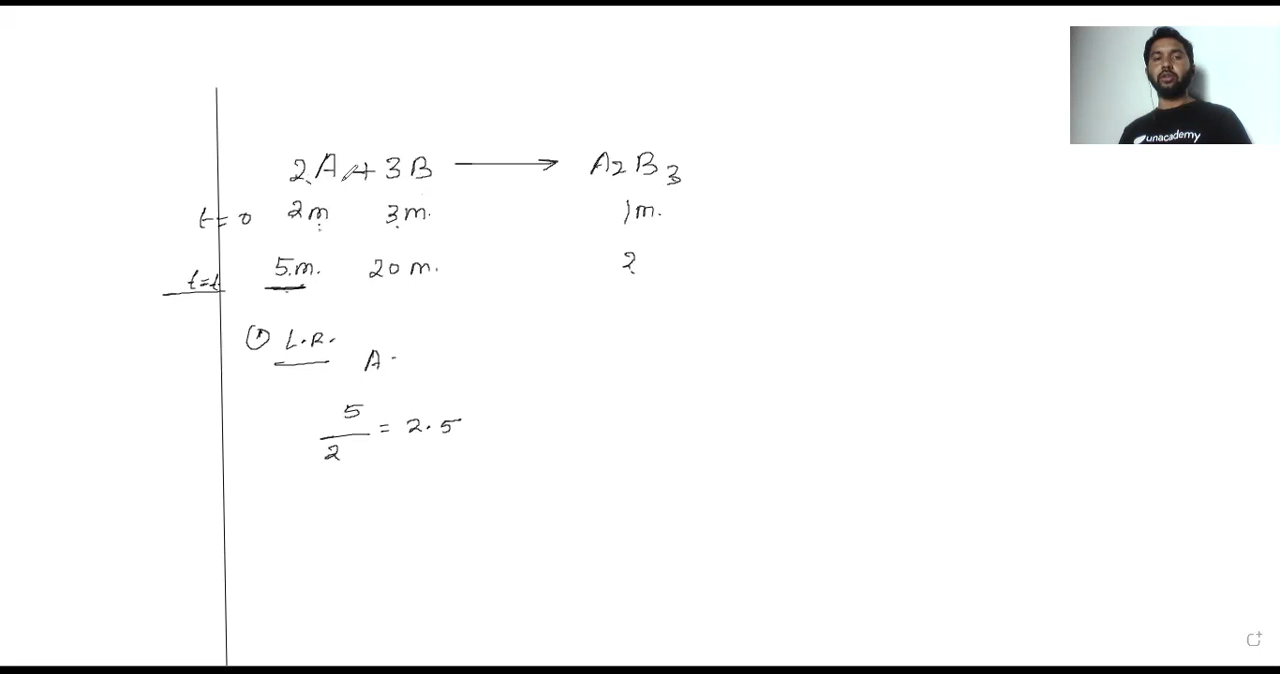 unacademy
2A + 3B → A2B3
t=0 2m 3m. 1m.
t=t 5.m. 20 m. ?
① L.R.
A.
5/2 = 2.5